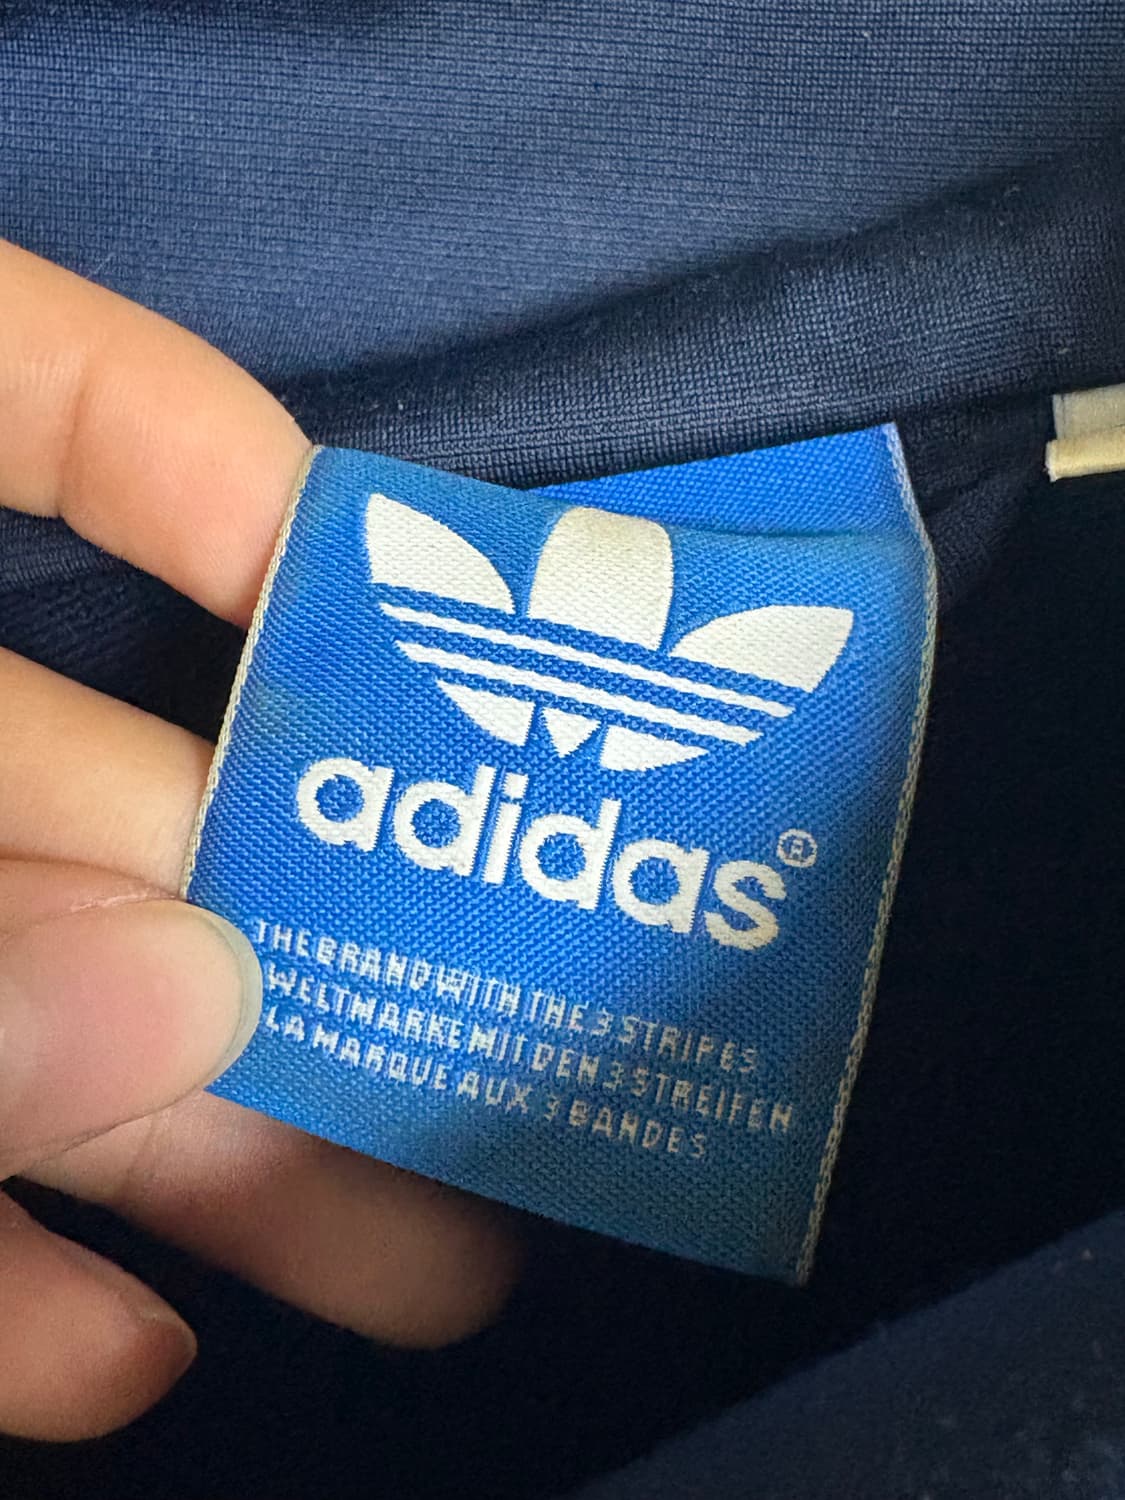 adidas®
THE BRAND WITH THE 3 STRIPES
WELTMARKE MIT DEN 3 STREIFEN
LA MARQUE AUX 3 BANDES